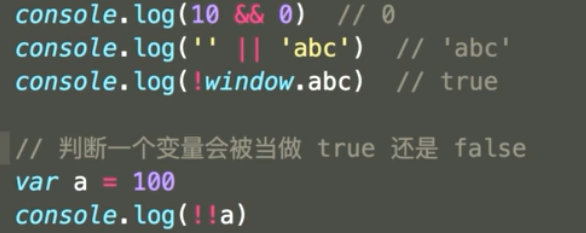 console.log(10 && 0)  // 0
console.log('' || 'abc')  // 'abc'
console.log(!window.abc)  // true
// 判断一个变量会被当做 true 还是 false
var a = 100
console.log(!!a)